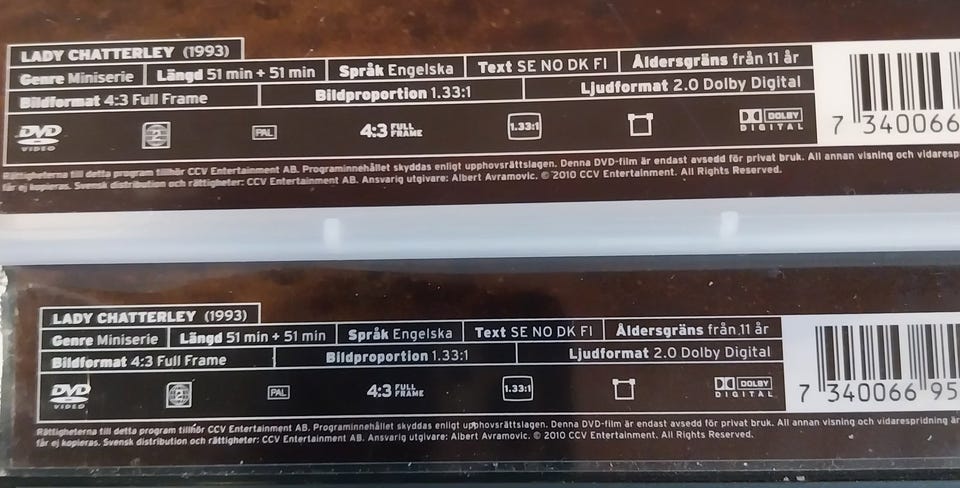 LADY CHATTERLEY (1993)
Genre Miniserie Längd 51 min + 51 min Språk Engelska Text SE NO DK FI Åldersgräns från 11 år
Bildformat 4:3 Full Frame Bildproportion 1.33:1 Ljudformat 2.0 Dolby Digital
DVD VIDEO 2 PAL 4:3 FULL FRAME 1.33:1 DOLBY DIGITAL
7 340066
Rättigheterna till detta program tillhör CCV Entertainment AB. Programinnehållet skyddas enligt upphovsrättslagen. Denna DVD-film är endast avsedd för privat bruk. All annan visning och vidaresp
får ej kopieras. Svensk distribution och rättigheter: CCV Entertainment AB. Ansvarig utgivare: Albert Avramovic. © 2010 CCV Entertainment. All Rights Reserved.
LADY CHATTERLEY (1993)
Genre Miniserie Längd 51 min + 51 min Språk Engelska Text SE NO DK FI Åldersgräns från 11 år
Bildformat 4:3 Full Frame Bildproportion 1.33:1 Ljudformat 2.0 Dolby Digital
DVD VIDEO 2 PAL 4:3 FULL FRAME 1.33:1 DOLBY DIGITAL
7 340066 95
Rättigheterna till detta program tillhör CCV Entertainment AB. Programinnehållet skyddas enligt upphovsrättslagen. Denna DVD-film är endast avsedd för privat bruk. All annan visning och vidarespridning är
får ej kopieras. Svensk distribution och rättigheter: CCV Entertainment AB. Ansvarig utgivare: Albert Avramovic. © 2010 CCV Entertainment. All Rights Reserved.